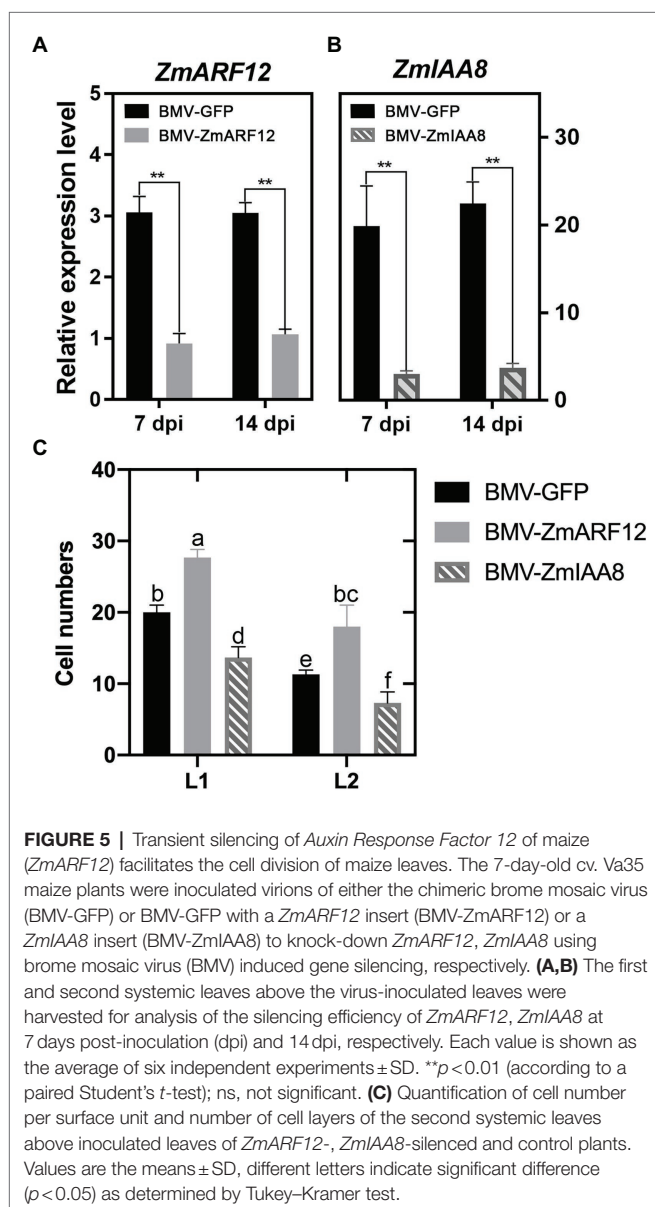 A
ZmARF12
B
ZmIAA8
5
4
3
2
1
0
Relative expression level
BMV-GFP
BMV-ZmARF12
**
**
7 dpi
14 dpi
BMV-GFP
BMV-ZmIAA8
**
**
30
20
10
0
7 dpi
14 dpi
C
40
30
20
10
0
Cell numbers
b
a
d
e
bc
f
L1
L2
BMV-GFP
BMV-ZmARF12
BMV-ZmIAA8
FIGURE 5 | Transient silencing of Auxin Response Factor 12 of maize
(ZmARF12) facilitates the cell division of maize leaves. The 7-day-old cv. Va35
maize plants were inoculated virions of either the chimeric brome mosaic virus
(BMV-GFP) or BMV-GFP with a ZmARF12 insert (BMV-ZmARF12) or a
ZmIAA8 insert (BMV-ZmIAA8) to knock-down ZmARF12, ZmIAA8 using
brome mosaic virus (BMV) induced gene silencing, respectively. (A,B) The first
and second systemic leaves above the virus-inoculated leaves were
harvested for analysis of the silencing efficiency of ZmARF12, ZmIAA8 at
7 days post-inoculation (dpi) and 14 dpi, respectively. Each value is shown as
the average of six independent experiments ± SD. **p < 0.01 (according to a
paired Student's t-test); ns, not significant. (C) Quantification of cell number
per surface unit and number of cell layers of the second systemic leaves
above inoculated leaves of ZmARF12-, ZmIAA8-silenced and control plants.
Values are the means ± SD, different letters indicate significant difference
(p < 0.05) as determined by Tukey–Kramer test.